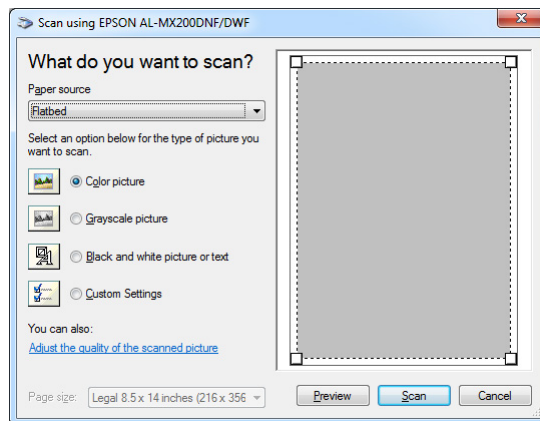 Scan using EPSON AL-MX200DNF/DWF
What do you want to scan?
Paper source
Flatbed
Select an option below for the type of picture you
want to scan.
Color picture
Grayscale picture
Black and white picture or text
Custom Settings
You can also:
Adjust the quality of the scanned picture
Page size: Legal 8.5 x 14 inches (216 x 356
Preview Scan Cancel